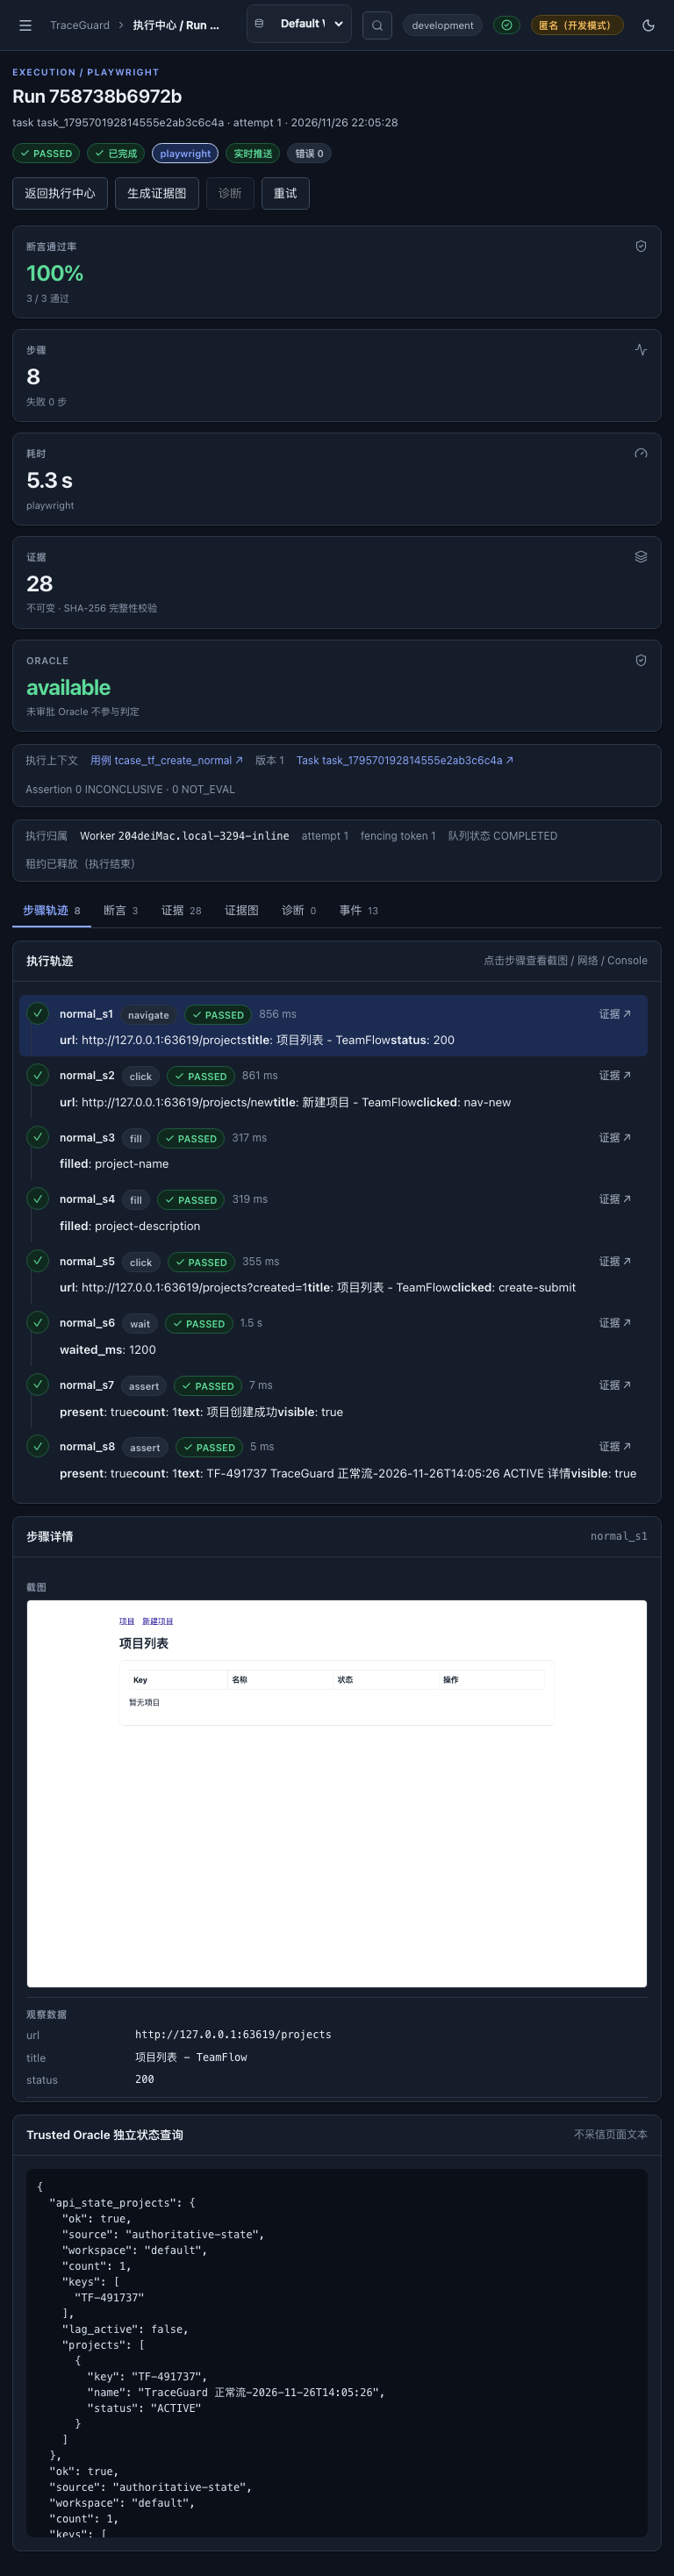 TraceGuard > 执行中心 / Run ... Default development 匿名（开发模式）
EXECUTION / PLAYWRIGHT
Run 758738b6972b
task task_179570192814555e2ab3c6c4a · attempt 1 · 2026/11/26 22:05:28
PASSED 已完成 playwright 实时推送 错误 0
返回执行中心 生成证据图 诊断 重试
断言通过率
100%
3 / 3 通过
步骤
8
失败 0 步
耗时
5.3 s
playwright
证据
28
不可变 · SHA-256 完整性校验
ORACLE
available
未审批 Oracle 不参与判定
执行上下文 用例 tcase_tf_create_normal ↗ 版本 1 Task task_179570192814555e2ab3c6c4a ↗
Assertion 0 INCONCLUSIVE · 0 NOT_EVAL
执行归属 Worker 204deiMac.local-3294-inline attempt 1 fencing token 1 队列状态 COMPLETED
租约已释放（执行结束）
步骤轨迹 8 断言 3 证据 28 证据图 诊断 0 事件 13
执行轨迹 点击步骤查看截图 / 网络 / Console
normal_s1 navigate PASSED 856 ms 证据 ↗
url: http://127.0.0.1:63619/projectstitle: 项目列表 - TeamFlowstatus: 200
normal_s2 click PASSED 861 ms 证据 ↗
url: http://127.0.0.1:63619/projects/newtitle: 新建项目 - TeamFlowclicked: nav-new
normal_s3 fill PASSED 317 ms 证据 ↗
filled: project-name
normal_s4 fill PASSED 319 ms 证据 ↗
filled: project-description
normal_s5 click PASSED 355 ms 证据 ↗
url: http://127.0.0.1:63619/projects?created=1title: 项目列表 - TeamFlowclicked: create-submit
normal_s6 wait PASSED 1.5 s 证据 ↗
waited_ms: 1200
normal_s7 assert PASSED 7 ms 证据 ↗
present: truecount: 1text: 项目创建成功visible: true
normal_s8 assert PASSED 5 ms 证据 ↗
present: truecount: 1text: TF-491737 TraceGuard 正常流-2026-11-26T14:05:26 ACTIVE 详情visible: true
步骤详情 normal_s1
截图
项目 新建项目
项目列表
Key 名称 状态 操作
暂无项目
观察数据
url http://127.0.0.1:63619/projects
title 项目列表 - TeamFlow
status 200
Trusted Oracle 独立状态查询 不采信页面文本
{
"api_state_projects": {
"ok": true,
"source": "authoritative-state",
"workspace": "default",
"count": 1,
"keys": [
"TF-491737"
],
"lag_active": false,
"projects": [
{
"key": "TF-491737",
"name": "TraceGuard 正常流-2026-11-26T14:05:26",
"status": "ACTIVE"
}
]
},
"ok": true,
"source": "authoritative-state",
"workspace": "default",
"count": 1,
"keys": [